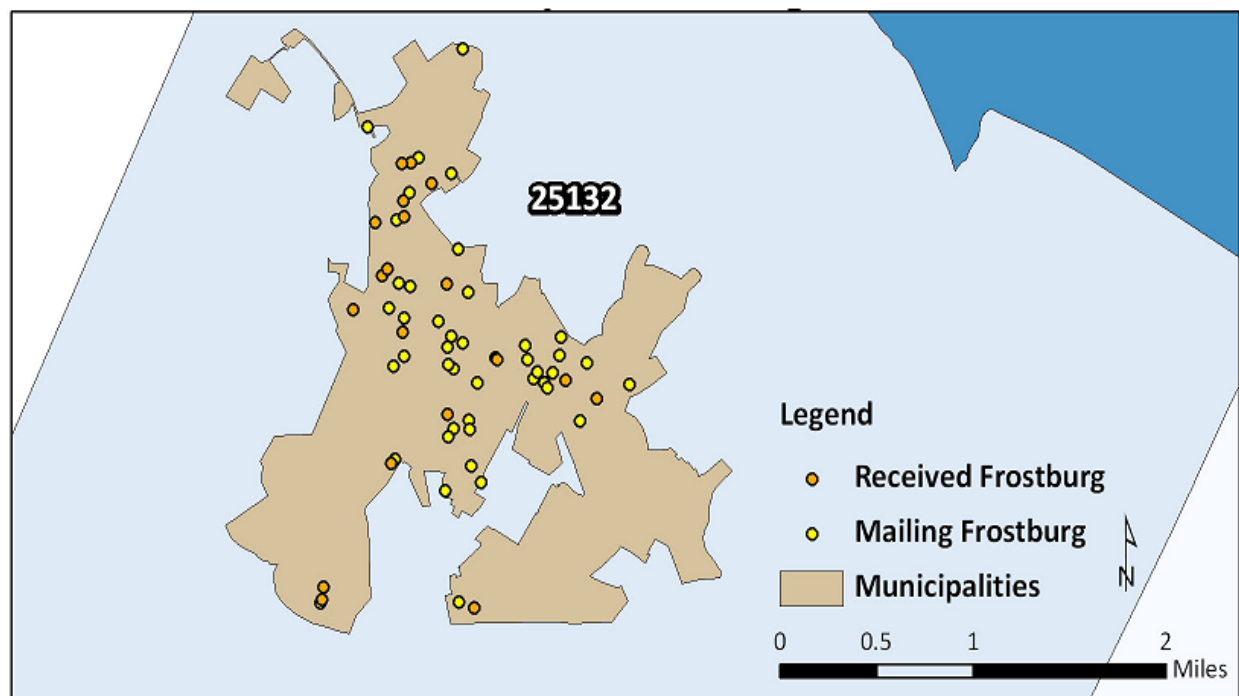 25132
Legend
Received Frostburg
Mailing Frostburg
Municipalities
N
0 0.5 1 2
Miles